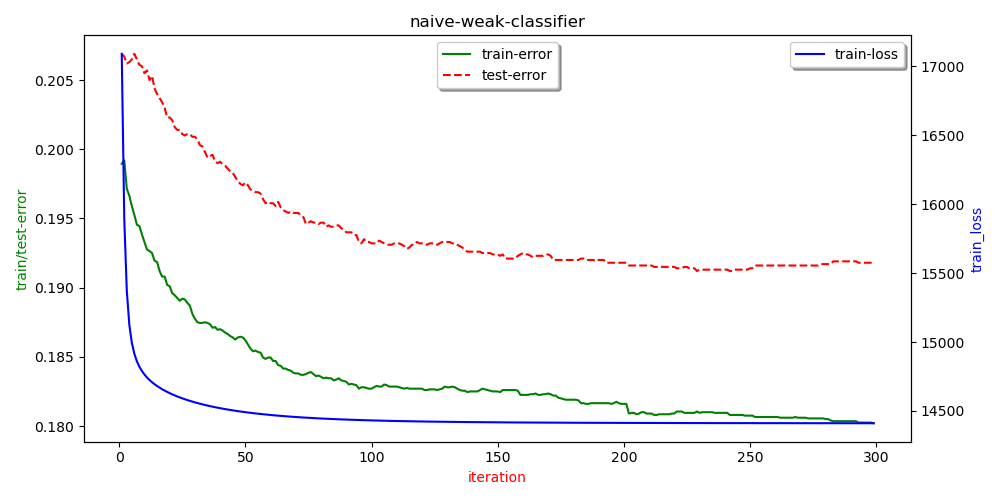 naive-weak-classifier
train-error
test-error
train-loss
train/test-error
0.205
0.200
0.195
0.190
0.185
0.180
17000
16500
16000
15500
15000
14500
train_loss
0 50 100 150 200 250 300
iteration